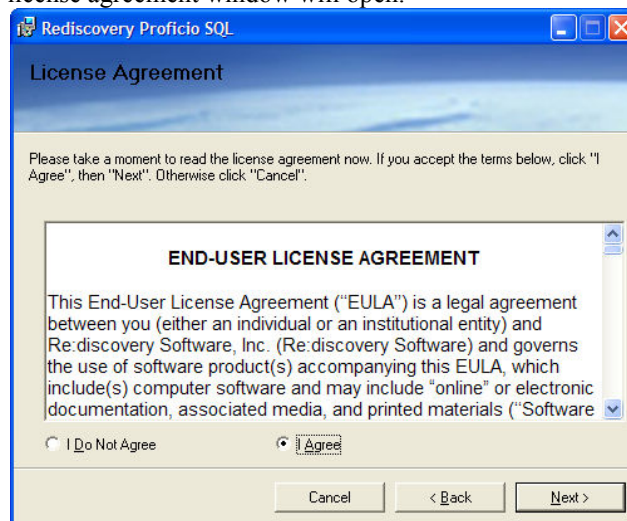 license agreement window will open.
Rediscovery Proficio SQL
License Agreement
Please take a moment to read the license agreement now. If you accept the terms below, click "I
Agree", then "Next". Otherwise click "Cancel".
END-USER LICENSE AGREEMENT
This End-User License Agreement (“EULA”) is a legal agreement
between you (either an individual or an institutional entity) and
Re:discovery Software, Inc. (Re:discovery Software) and governs
the use of software product(s) accompanying this EULA, which
include(s) computer software and may include “online” or electronic
documentation, associated media, and printed materials (“Software
I Do Not Agree
I Agree
Cancel
< Back
Next >